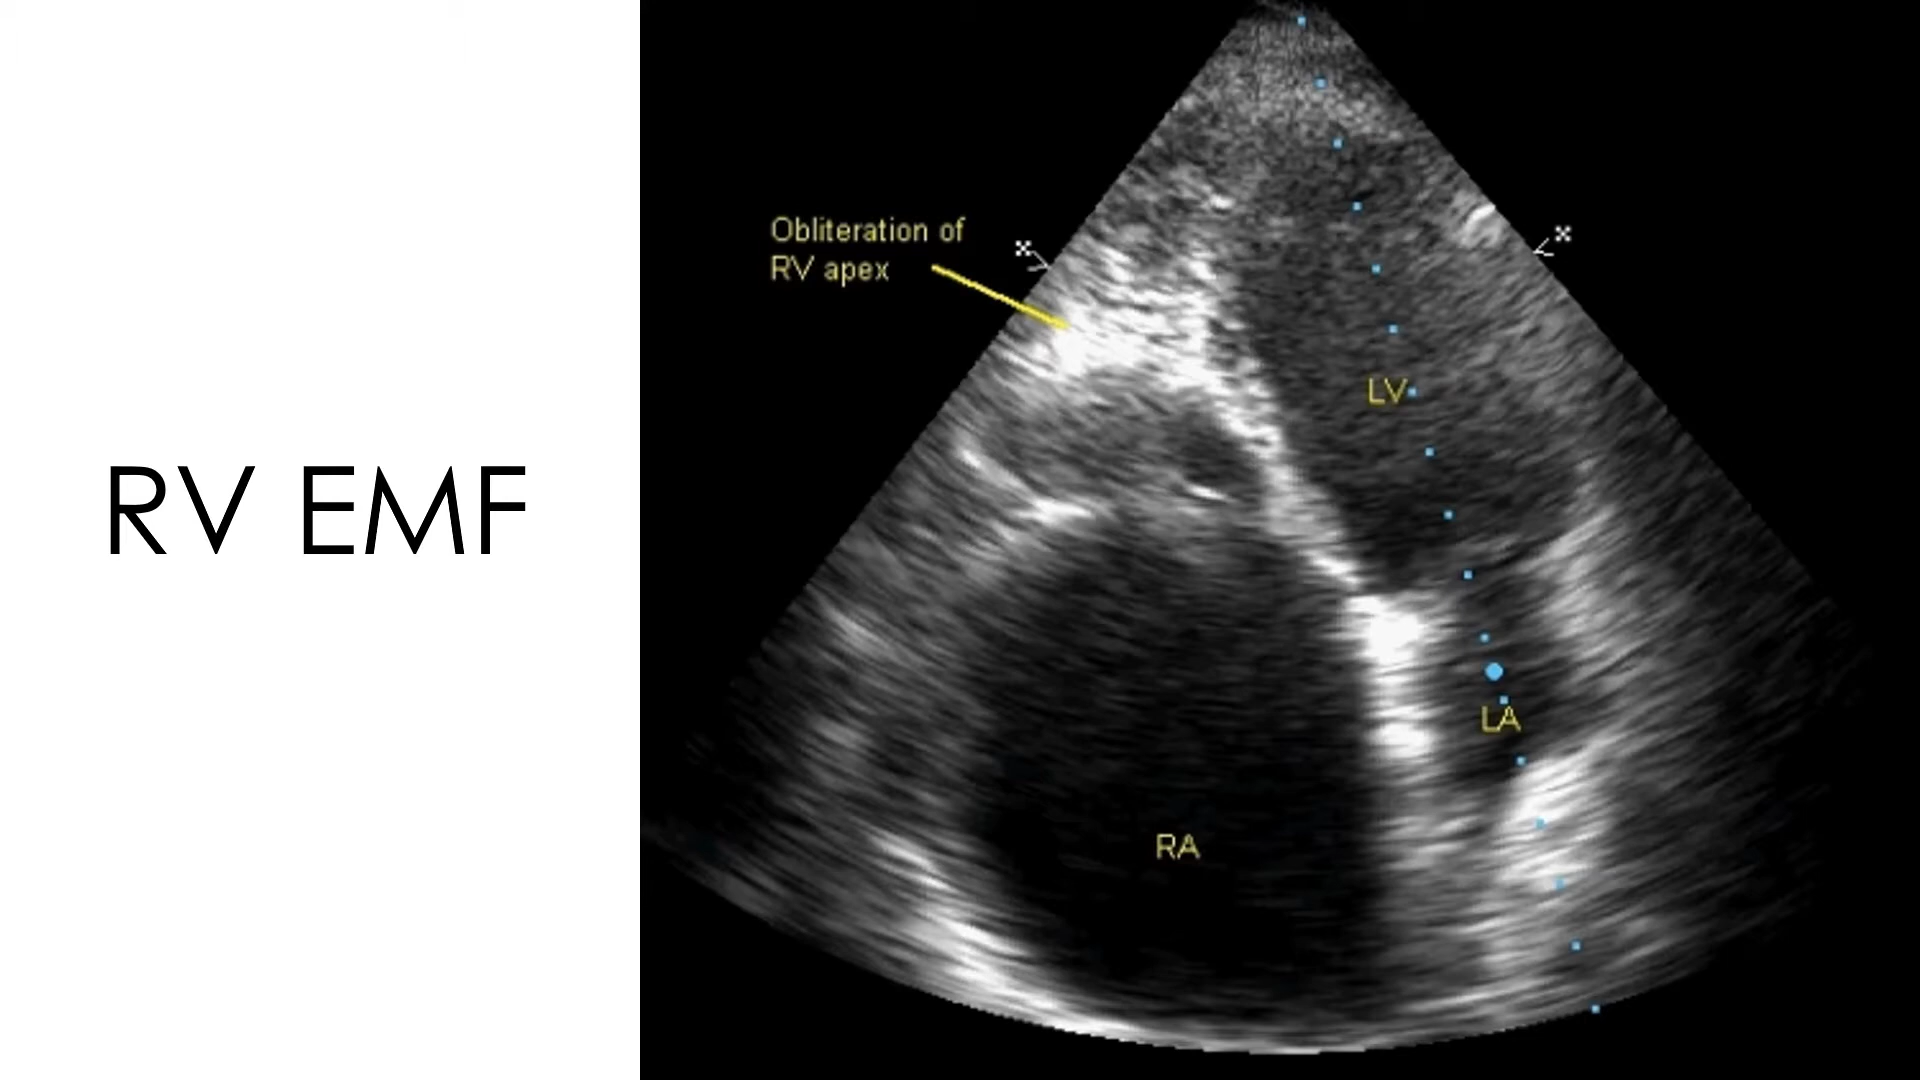 RV EMF
Obliteration of
RV apex
x
x
LV
LA
RA